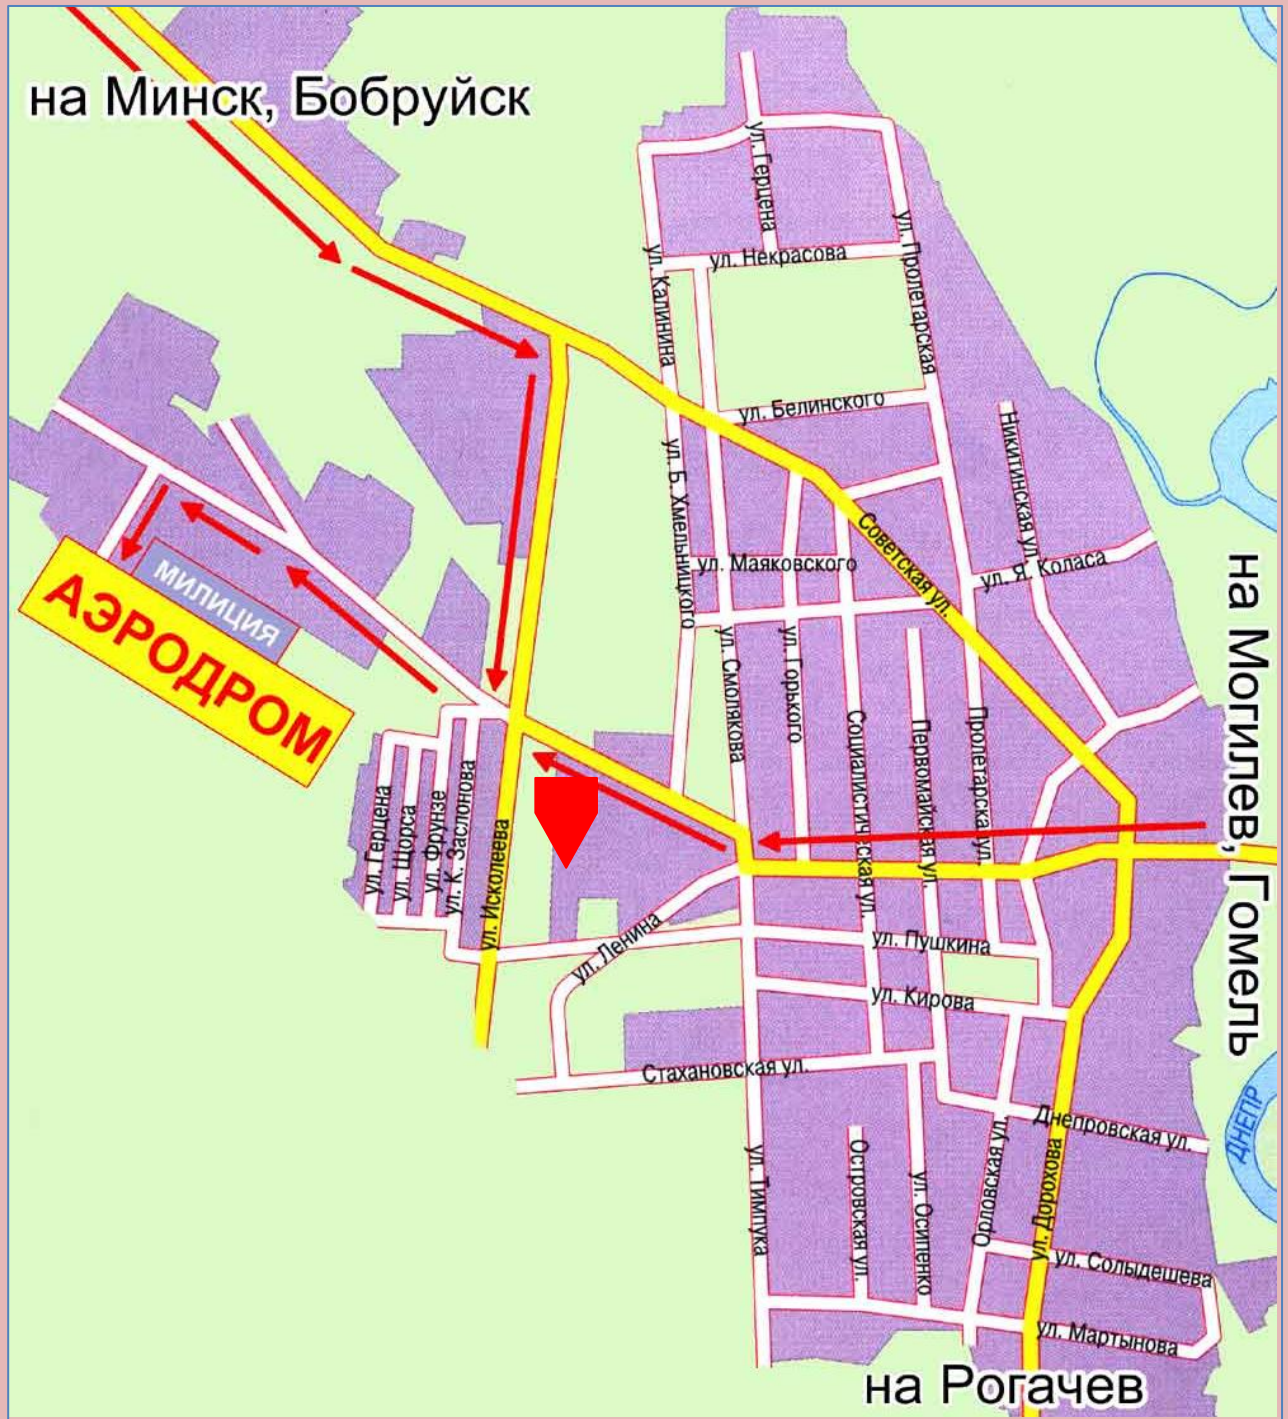 на Минск, Бобруйск
ул. Герцена
ул. Некрасова
ул. Калинина
ул. Пролетарская
ул. Белинского
Никитинская ул.
ул. Б. Хмельницкого
Советская ул.
ул. Маяковского
ул. Я. Коласа
на Могилев, Гомель
МИЛИЦИЯ
АЭРОДРОМ
ул. Смолякова
ул. Горького
Социалистическая ул.
Первомайская ул.
Пролетарская ул.
ул. Герцена
ул. Щорса
ул. Фрунзе
ул. К. Заслонова
ул. Исколеева
ул. Ленина
ул. Пушкина
ул. Кирова
Стахановская ул.
Днепровская ул.
ДНЕПР
ул. Тимпука
Островская ул.
ул. Осипенко
Орловская ул.
ул. Дорохова
ул. Солыдешева
ул. Мартынова
на Рогачев